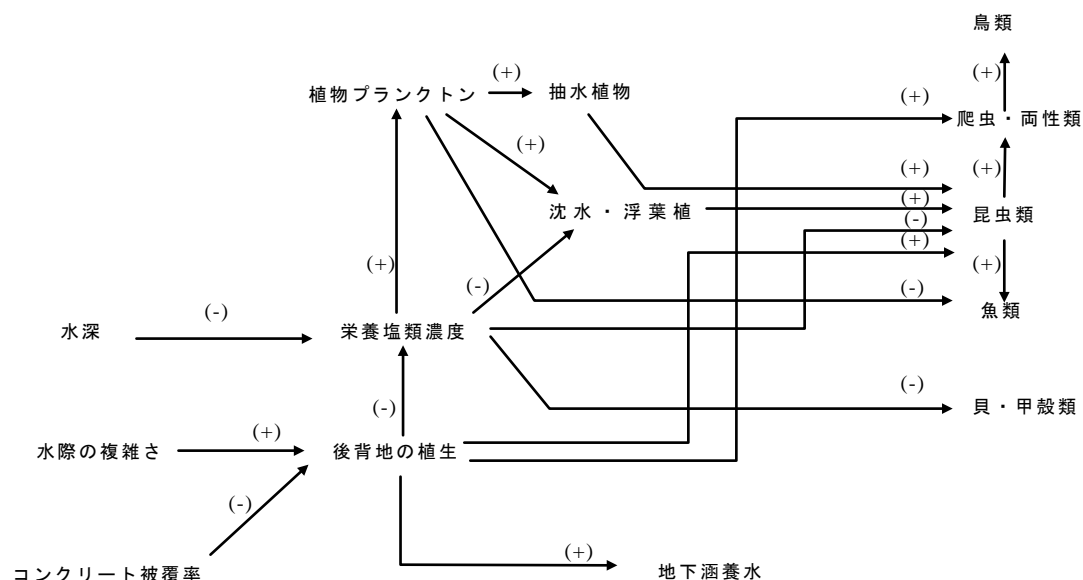 鳥類
(+)
(+)
植物プランクトン
抽水植物
(+)
爬虫・両性類
(+)
(+)
(+)
(+)
沈水・浮葉植
昆虫類
(-)
(+)
(+)
(+)
(-)
(-)
魚類
(-)
水深
栄養塩類濃度
(-)
貝・甲殻類
(-)
(+)
水際の複雑さ
後背地の植生
(-)
(+)
コンクリート被覆率
地下涵養水